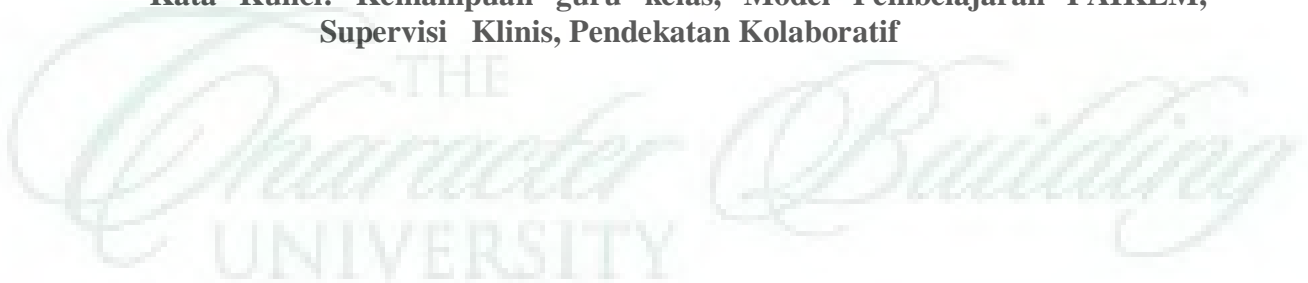 Kata Kunci: Kemampuan guru kelas, Model Pembelajaran PAIKEM,
Supervisi Klinis, Pendekatan Kolaboratif
THE
Character Building
UNIVERSITY